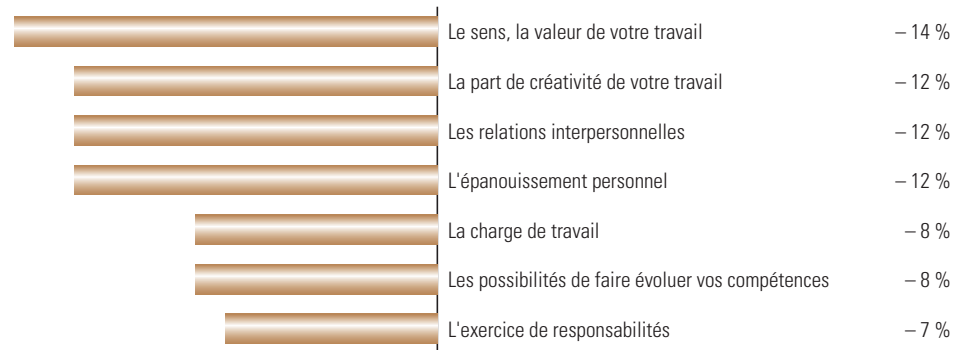 Le sens, la valeur de votre travail – 14 %
La part de créativité de votre travail – 12 %
Les relations interpersonnelles – 12 %
L'épanouissement personnel – 12 %
La charge de travail – 8 %
Les possibilités de faire évoluer vos compétences – 8 %
L'exercice de responsabilités – 7 %